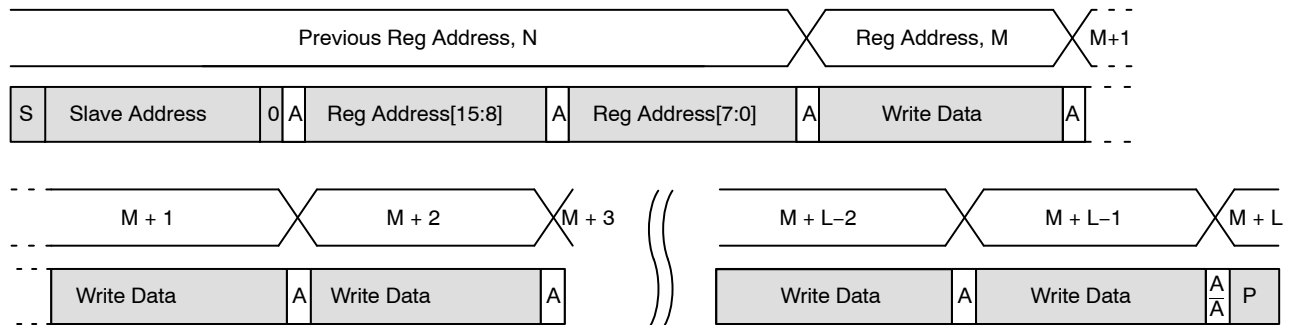 Previous Reg Address, N Reg Address, M M+1
S Slave Address 0 A Reg Address[15:8] A Reg Address[7:0] A Write Data A
M + 1 M + 2 M + 3 M + L−2 M + L−1 M + L
Write Data A Write Data A Write Data A Write Data A/A̅ P